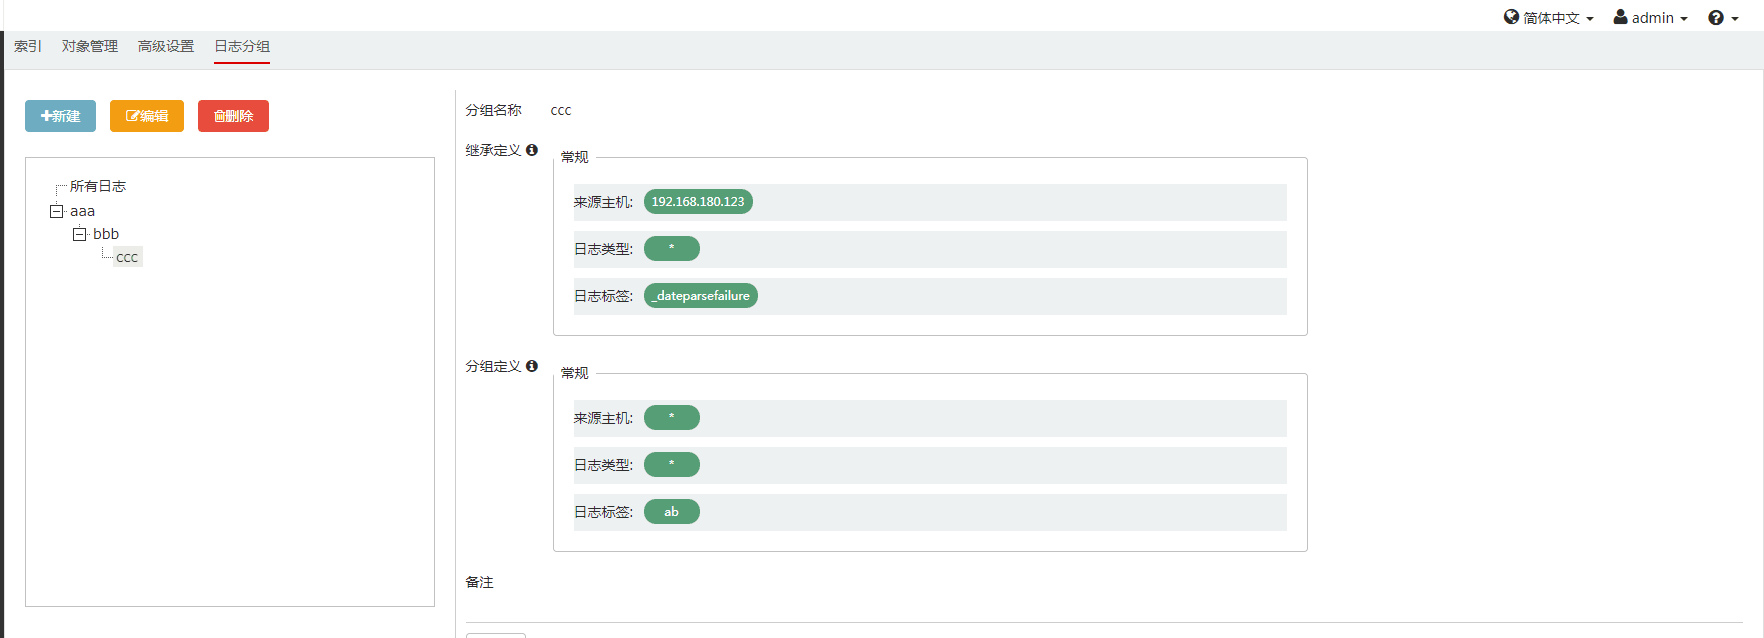 简体中文 admin
索引 对象管理 高级设置 日志分组
新建 编辑 删除
所有日志
aaa
bbb
ccc
分组名称 ccc
继承定义
常规
来源主机: 192.168.180.123
日志类型: *
日志标签: _dateparsefailure
分组定义
常规
来源主机: *
日志类型: *
日志标签: ab
备注